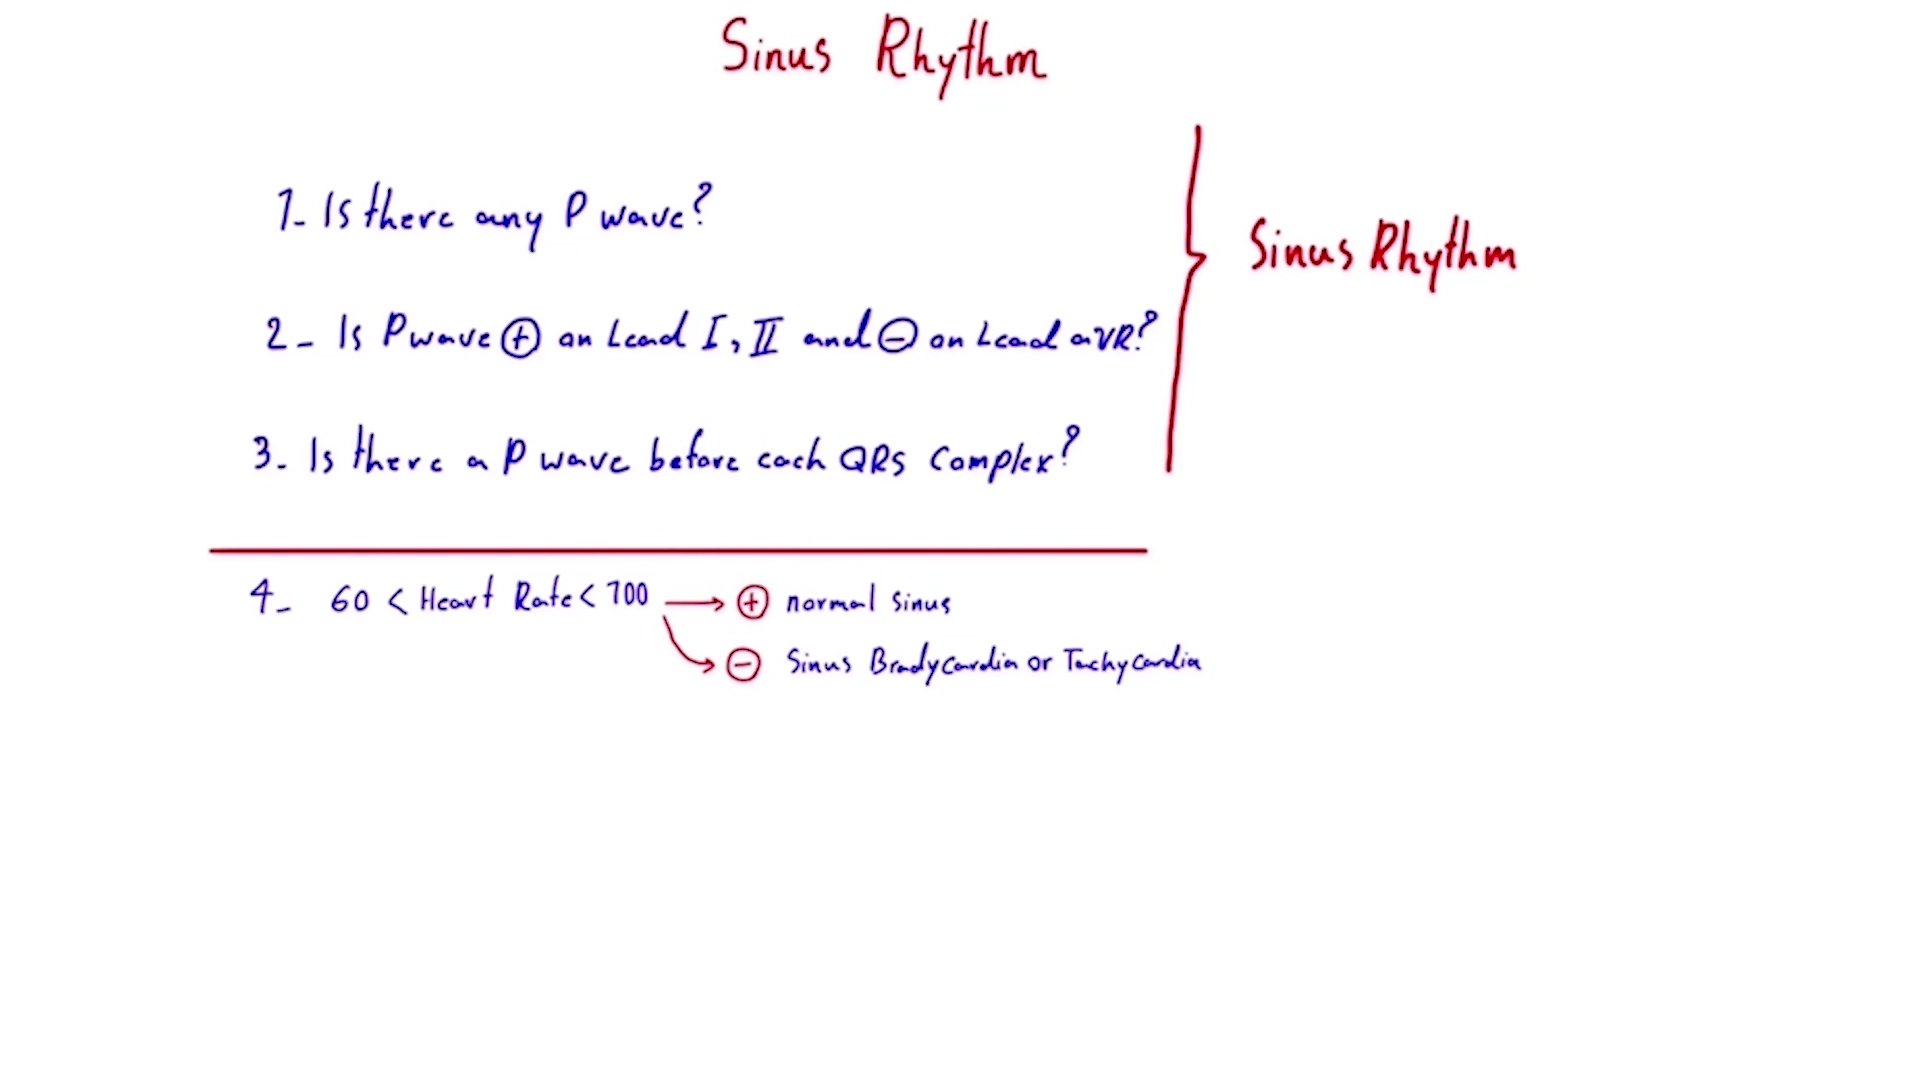 Sinus Rhythm
1- Is there any P wave?
2- Is P wave ⊕ on Lead I, II and ⊖ on Lead aVR?
3- Is there a P wave before each QRS Complex?
Sinus Rhythm
4- 60 < Heart Rate < 100 → ⊕ normal sinus
⊖ Sinus Bradycardia or Tachycardia